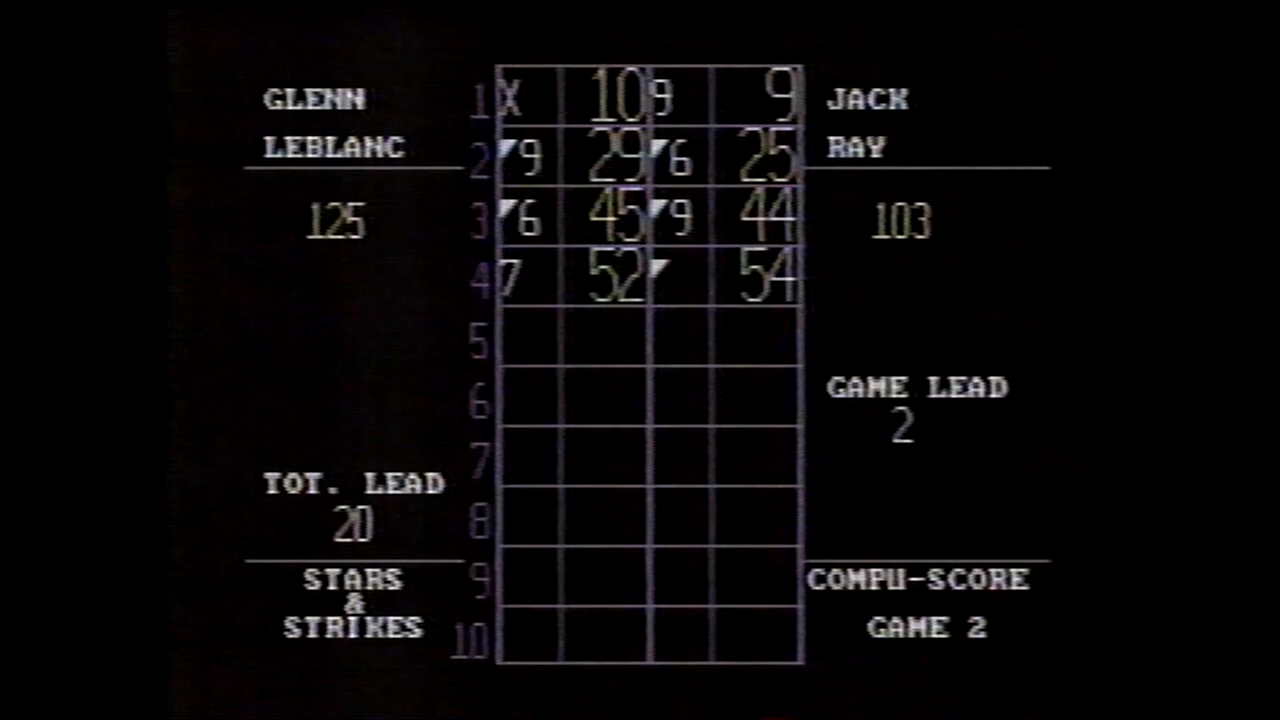 GLENN
LEBLANC
125
TOT. LEAD
20
STARS
&
STRIKES
1 X 10 9 9
2 9 29 6 25
3 6 45 9 44
4 7 52 54
5
6
7
8
9
10
JACK
RAY
103
GAME LEAD
2
COMPU-SCORE
GAME 2